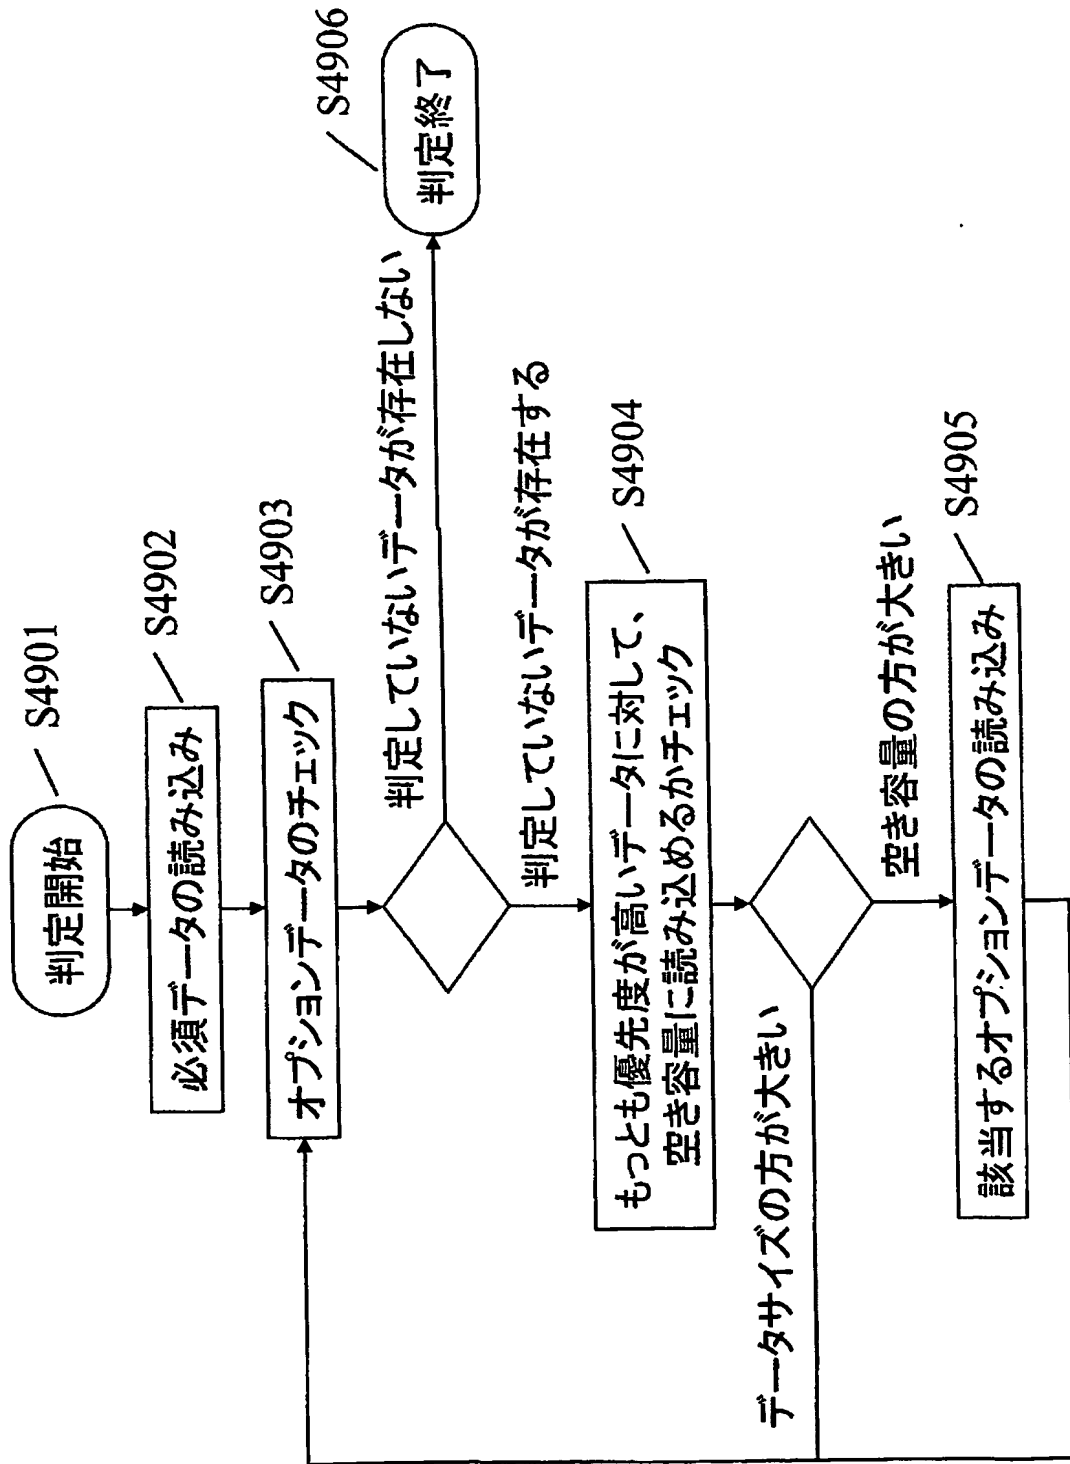 判定開始
S4901
必須データの読み込み
S4902
オプションデータのチェック
S4903
判定していないデータが存在しない
判定終了
S4906
判定していないデータが存在する
もっとも優先度が高いデータに対して、
空き容量に読み込めるかチェック
S4904
データサイズの方が大きい
空き容量の方が大きい
該当するオプションデータの読み込み
S4905